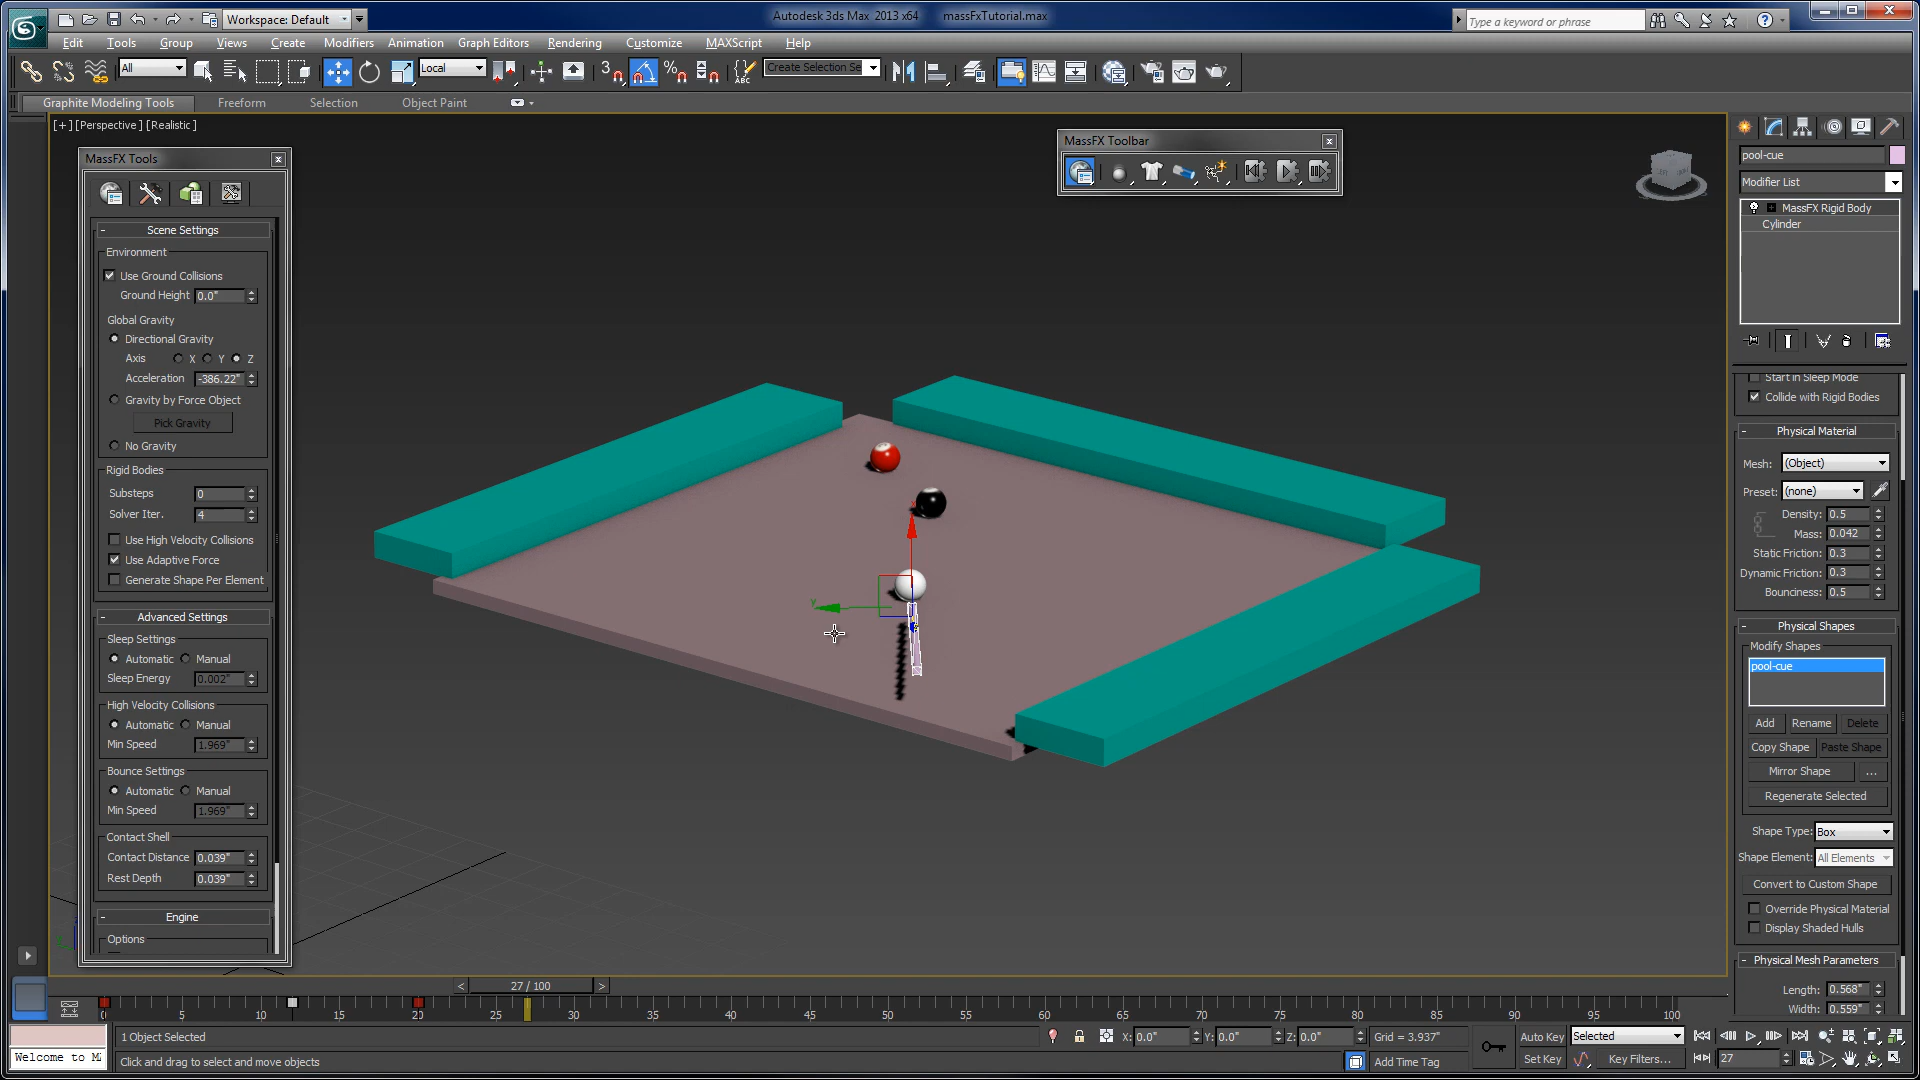 Workspace: Default
Autodesk 3ds Max 2013 x64 massFxTutorial.max
Type a keyword or phrase
Edit Tools Group Views Create Modifiers Animation Graph Editors Rendering Customize MAXScript Help
All
Local
3
ABC
Create Selection Se
Graphite Modeling Tools Freeform Selection Object Paint
[+] [Perspective] [Realistic]
MassFX Tools
Scene Settings
Environment
Use Ground Collisions
Ground Height 0.0"
Global Gravity
Directional Gravity
Axis X Y Z
Acceleration -386.22"
Gravity by Force Object
Pick Gravity
No Gravity
Rigid Bodies
Substeps 0
Solver Iter. 4
Use High Velocity Collisions
Use Adaptive Force
Generate Shape Per Element
Advanced Settings
Sleep Settings
Automatic Manual
Sleep Energy 0.002"
High Velocity Collisions
Automatic Manual
Min Speed 1.969"
Bounce Settings
Automatic Manual
Min Speed 1.969"
Contact Shell
Contact Distance 0.039"
Rest Depth 0.039"
Engine
Options
MassFX Toolbar
Y
pool-cue
Modifier List
MassFX Rigid Body
Cylinder
Start in Sleep Mode
Collide with Rigid Bodies
Physical Material
Mesh: (Object)
Preset: (none)
Density: 0.5
Mass: 0.042
Static Friction: 0.3
Dynamic Friction: 0.3
Bounciness: 0.5
Physical Shapes
Modify Shapes
pool-cue
Add Rename Delete
Copy Shape Paste Shape
Mirror Shape ...
Regenerate Selected
Shape Type: Box
Shape Element: All Elements
Convert to Custom Shape
Override Physical Material
Display Shaded Hulls
Physical Mesh Parameters
Length: 0.568"
Width: 0.559"
< 27 / 100 >
0 5 10 15 20 25 30 35 40 45 50 55 60 65 70 75 80 85 90 95 100
1 Object Selected
X: 0.0" Y: 0.0" Z: 0.0" Grid = 3.937"
Auto Key Selected
Welcome to M
Click and drag to select and move objects
Add Time Tag
Set Key Key Filters...
27